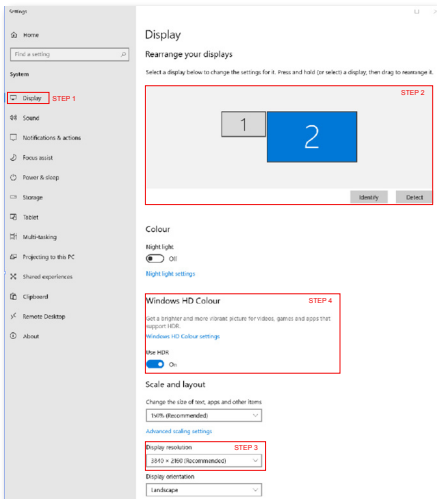 Settings
Home
Find a setting
System
Display STEP 1
Sound
Notifications & actions
Focus assist
Power & sleep
Storage
Tablet
Multi-tasking
Projecting to this PC
Shared experiences
Clipboard
Remote Desktop
About
Display
Rearrange your displays
Select a display below to change the settings for it. Press and hold (or select) a display, then drag to rearrange it.
STEP 2
1
2
Identify Detect
Colour
Night light
Off
Night light settings
Windows HD Colour STEP 4
Get a brighter and more vibrant picture for videos, games and apps that
support HDR.
Windows HD Colour settings
Use HDR
On
Scale and layout
Change the size of text, apps and other items
150% (Recommended)
Advanced scaling settings
Display resolution STEP 3
3840 × 2160 (Recommended)
Display orientation
Landscape